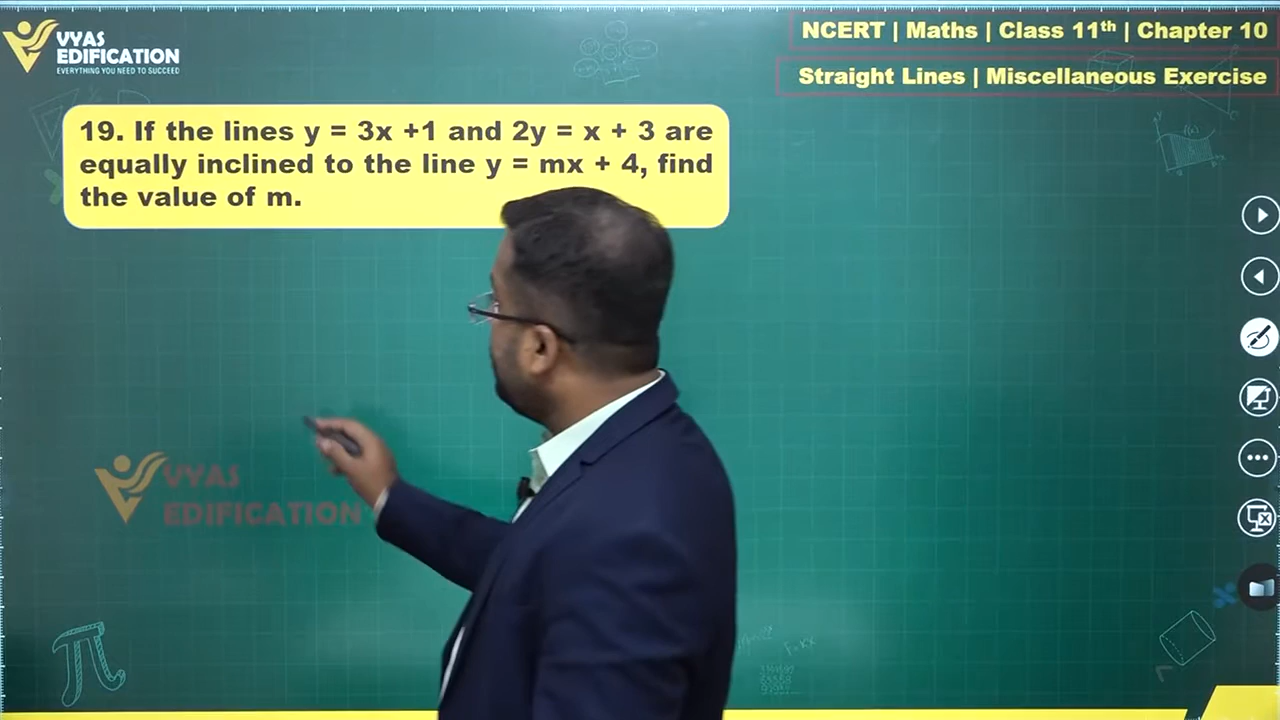 VYAS
EDIFICATION
EVERYTHING YOU NEED TO SUCCEED
NCERT | Maths | Class 11th | Chapter 10
Straight Lines | Miscellaneous Exercise
19. If the lines y = 3x +1 and 2y = x + 3 are
equally inclined to the line y = mx + 4, find
the value of m.
VYAS
EDIFICATION